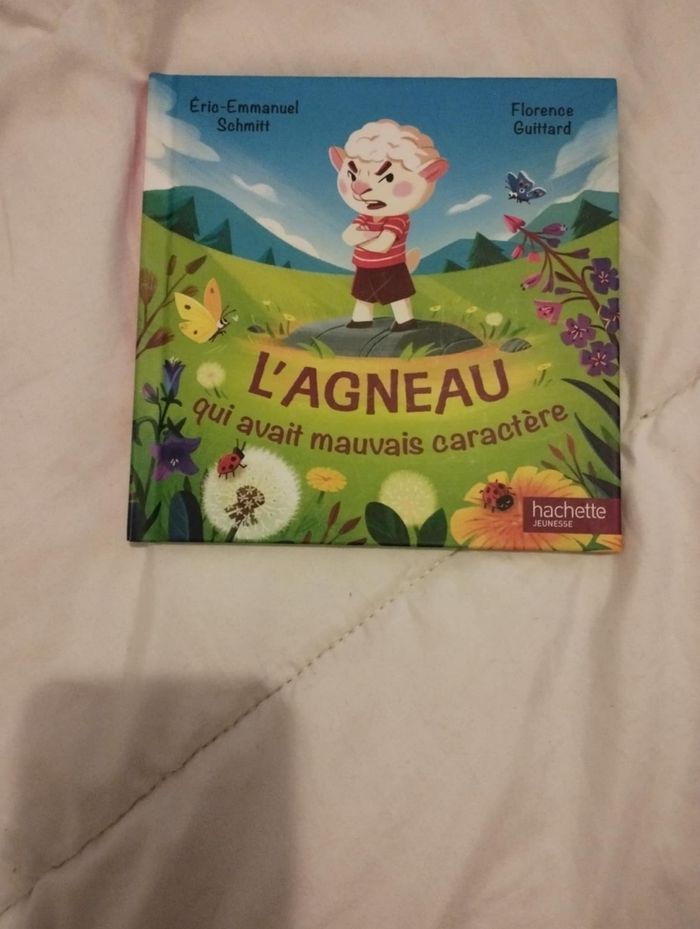 Éric-Emmanuel
Schmitt
Florence
Guittard
L'AGNEAU
qui avait mauvais caractère
hachette
JEUNESSE